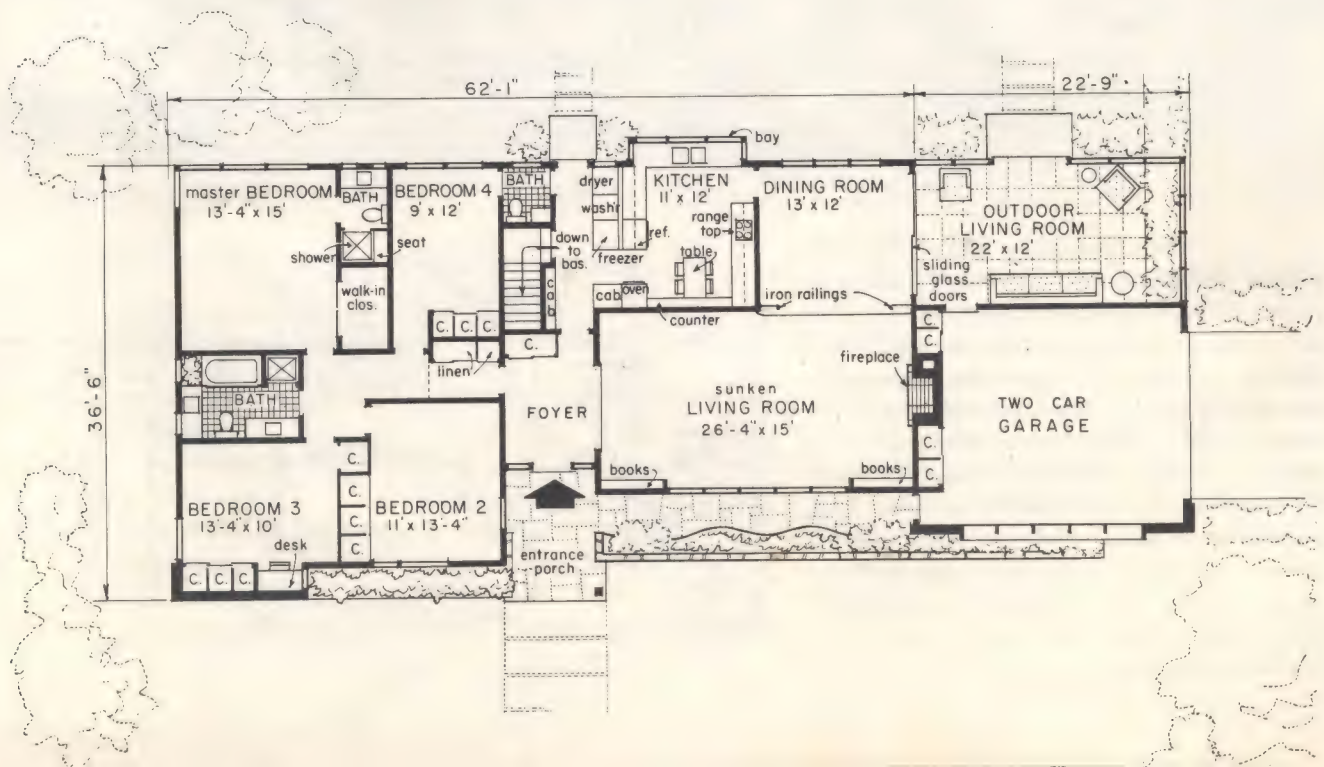 62'-1"
22'-9"
36'-6"
bay
master BEDROOM
13'-4" x 15'
BATH
shower
seat
walk-in
clos.
BEDROOM 4
9' x 12'
BATH
dryer
wash'r
down
to
bas.
freezer
ref.
KITCHEN
11' x 12'
range
top
table
oven
cab
cab
counter
DINING ROOM
13' x 12'
iron railings
OUTDOOR
LIVING ROOM
22' x 12'
sliding
glass
doors
C. C. C.
linen
C.
C.
C.
BATH
FOYER
sunken
LIVING ROOM
26'-4" x 15'
fireplace
TWO CAR
GARAGE
C.
C.
books
books
BEDROOM 3
13'-4" x 10'
desk
C. C. C.
C.
C.
C.
C.
BEDROOM 2
11' x 13'-4"
entrance
porch